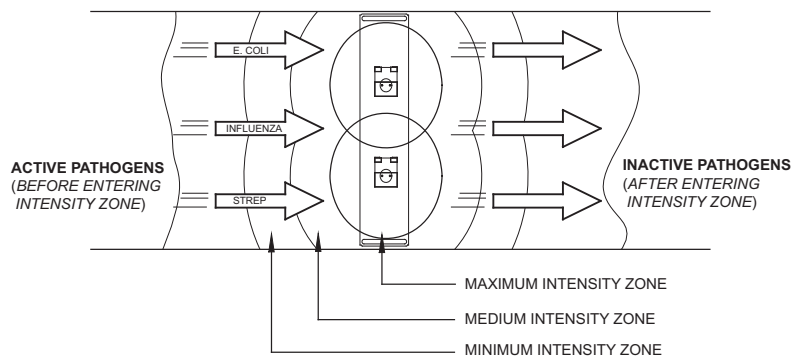 E. COLI
INFLUENZA
STREP
ACTIVE PATHOGENS
(BEFORE ENTERING
INTENSITY ZONE)
INACTIVE PATHOGENS
(AFTER ENTERING
INTENSITY ZONE)
MAXIMUM INTENSITY ZONE
MEDIUM INTENSITY ZONE
MINIMUM INTENSITY ZONE